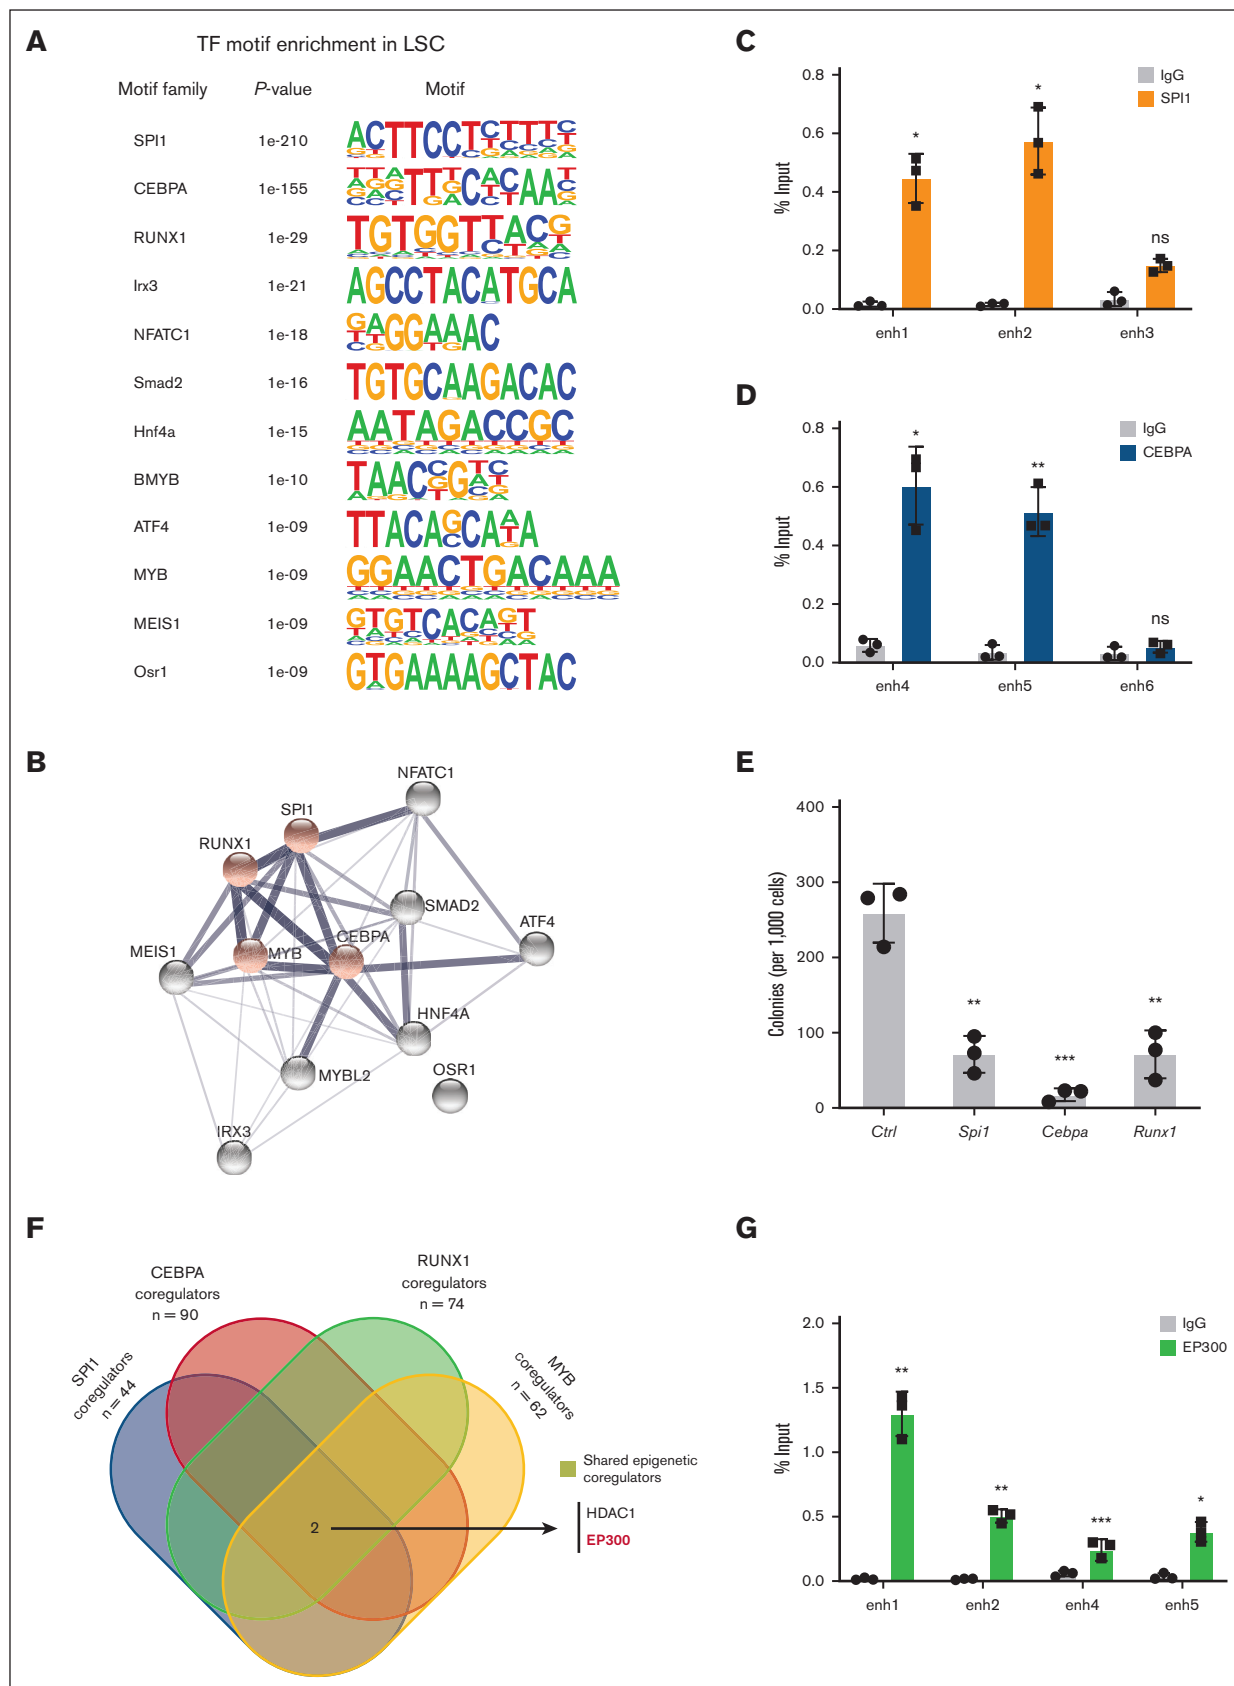 A
TF motif enrichment in LSC
Motif family P-value Motif
SPI1 1e-210
CEBPA 1e-155
RUNX1 1e-29
Irx3 1e-21 AGCCTACATGCA
NFATC1 1e-18
Smad2 1e-16 TGTGCAAGACAC
Hnf4a 1e-15 AATAGACCGC
BMYB 1e-10
ATF4 1e-09
MYB 1e-09 GGAACTGACAAA
MEIS1 1e-09
Osr1 1e-09 GTGAAAAGCTAC
B
NFATC1
SPI1
RUNX1
SMAD2
ATF4
CEBPA
MEIS1
MYB
HNF4A
OSR1
MYBL2
IRX3
C
IgG
SPI1
% Input
0.8
0.6
0.4
0.2
0.0
*
*
ns
enh1 enh2 enh3
D
IgG
CEBPA
% Input
0.8
0.6
0.4
0.2
0.0
*
**
ns
enh4 enh5 enh6
E
Colonies (per 1,000 cells)
400
300
200
100
0
**
***
**
Ctrl Spi1 Cebpa Runx1
F
CEBPA
coregulators
n = 90
RUNX1
coregulators
n = 74
SPI1
coregulators
n = 44
MYB
coregulators
n = 62
Shared epigenetic
coregulators
2
HDAC1
EP300
G
IgG
EP300
% Input
2.0
1.5
1.0
0.5
0.0
**
**
***
*
enh1 enh2 enh4 enh5